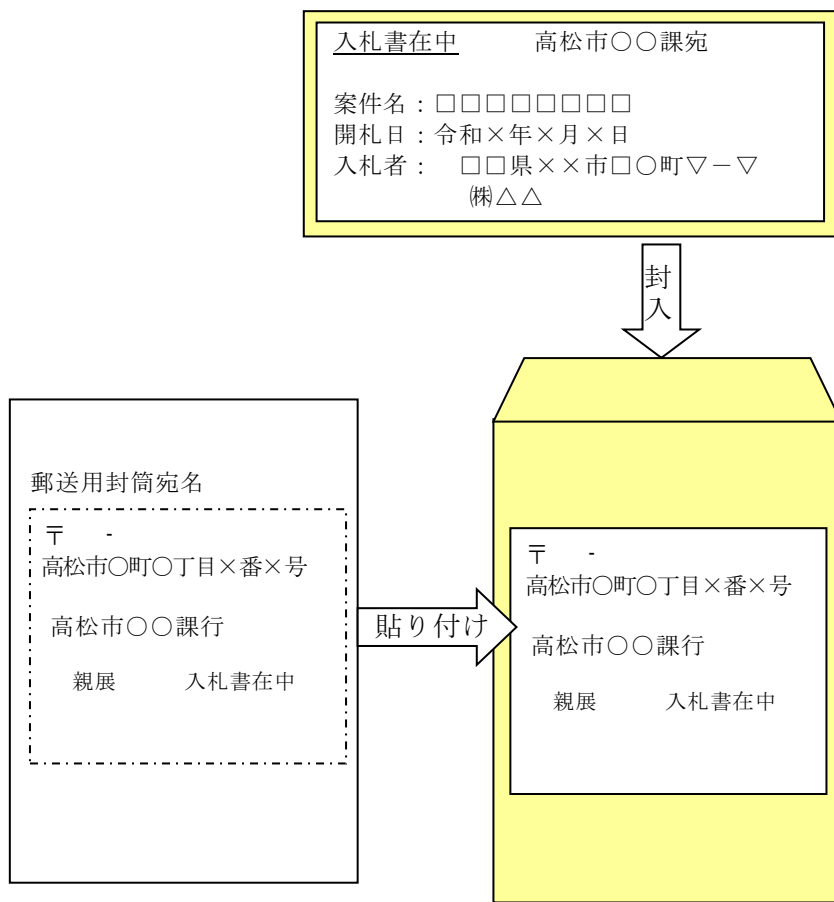 入札書在中　　　高松市○○課宛
案件名：□□□□□□□□
開札日：令和×年×月×日
入札者：　□□県××市□○町▽－▽
㈱△△
封入
郵送用封筒宛名
〒　-
高松市○町○丁目×番×号
高松市○○課行
親展　　　入札書在中
貼り付け
〒　-
高松市○町○丁目×番×号
高松市○○課行
親展　　　入札書在中